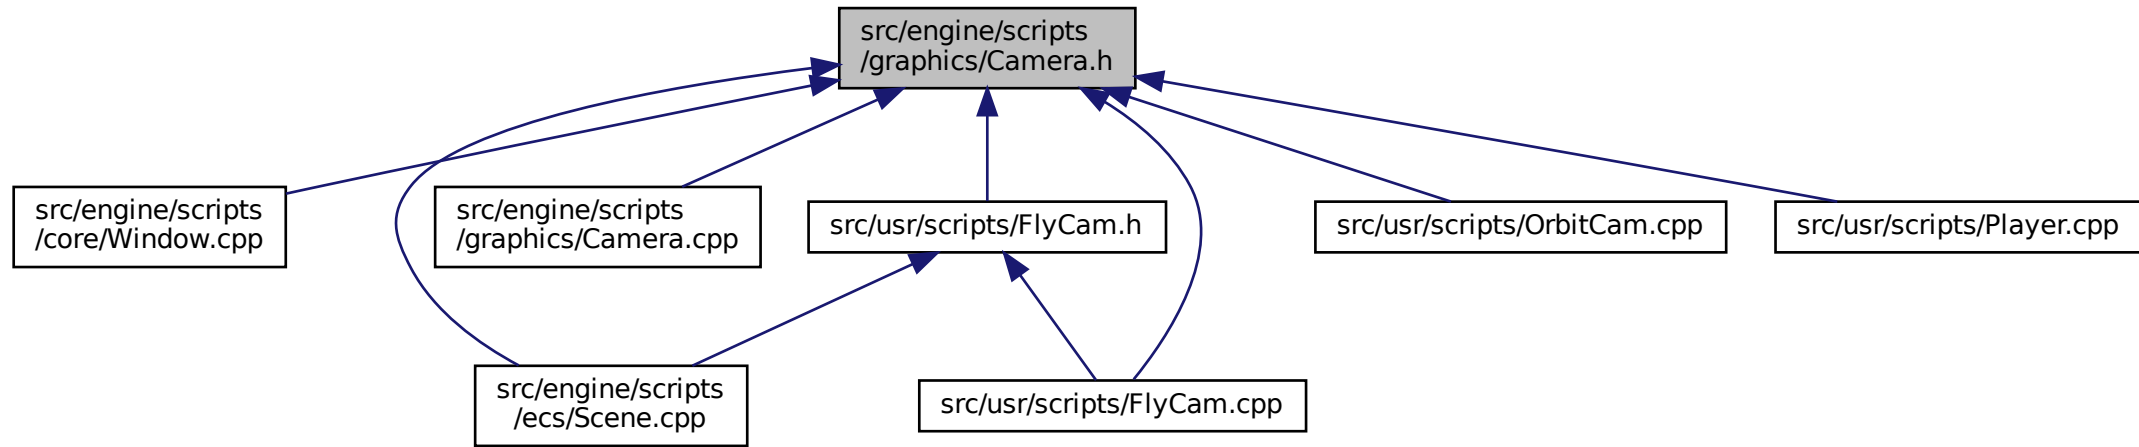 src/engine/scripts
/graphics/Camera.h
src/engine/scripts
/core/Window.cpp
src/engine/scripts
/graphics/Camera.cpp
src/usr/scripts/FlyCam.h
src/usr/scripts/OrbitCam.cpp
src/usr/scripts/Player.cpp
src/engine/scripts
/ecs/Scene.cpp
src/usr/scripts/FlyCam.cpp